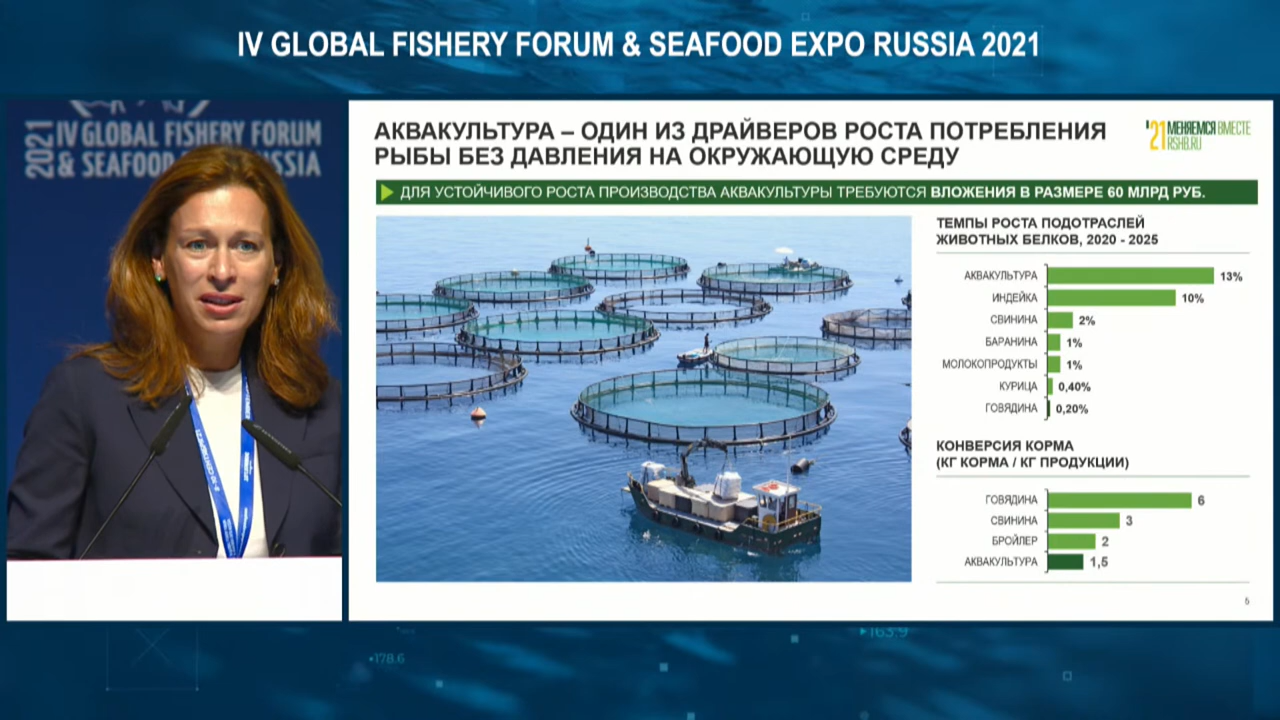 IV GLOBAL FISHERY FORUM & SEAFOOD EXPO RUSSIA 2021
2021
IV GLOBAL FISHERY FORUM
& SEAFOOD
RUSSIA
АКВАКУЛЬТУРА – ОДИН ИЗ ДРАЙВЕРОВ РОСТА ПОТРЕБЛЕНИЯ
РЫБЫ БЕЗ ДАВЛЕНИЯ НА ОКРУЖАЮЩУЮ СРЕДУ
'21 МЕНЯЕМСЯ ВМЕСТЕ
RSHB.RU
ДЛЯ УСТОЙЧИВОГО РОСТА ПРОИЗВОДСТВА АКВАКУЛЬТУРЫ ТРЕБУЮТСЯ ВЛОЖЕНИЯ В РАЗМЕРЕ 60 МЛРД РУБ.
ТЕМПЫ РОСТА ПОДОТРАСЛЕЙ
ЖИВОТНЫХ БЕЛКОВ, 2020 - 2025
АКВАКУЛЬТУРА 13%
ИНДЕЙКА 10%
СВИНИНА 2%
БАРАНИНА 1%
МОЛОКОПРОДУКТЫ 1%
КУРИЦА 0,40%
ГОВЯДИНА 0,20%
КОНВЕРСИЯ КОРМА
(КГ КОРМА / КГ ПРОДУКЦИИ)
ГОВЯДИНА 6
СВИНИНА 3
БРОЙЛЕР 2
АКВАКУЛЬТУРА 1,5
5
163.9
178.6